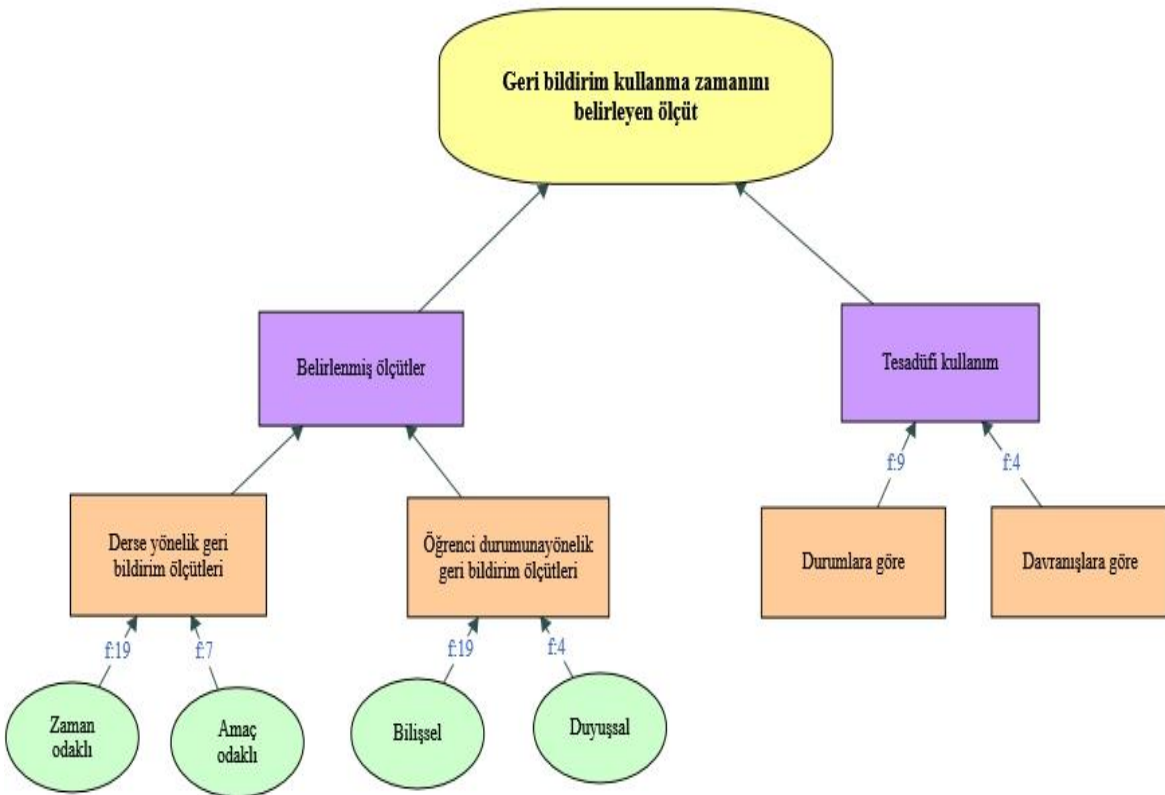 Geri bildirim kullanma zamanını
belirleyen ölçüt
Belirlenmiş ölçütler
Tesadüfi kullanım
f:9
f:4
Derse yönelik geri
bildirim ölçütleri
Öğrenci durumunayönelik
geri bildirim ölçütleri
Durumlara göre
Davranışlara göre
f:19
f:7
f:19
f:4
Zaman
odaklı
Amaç
odaklı
Bilişsel
Duyuşsal